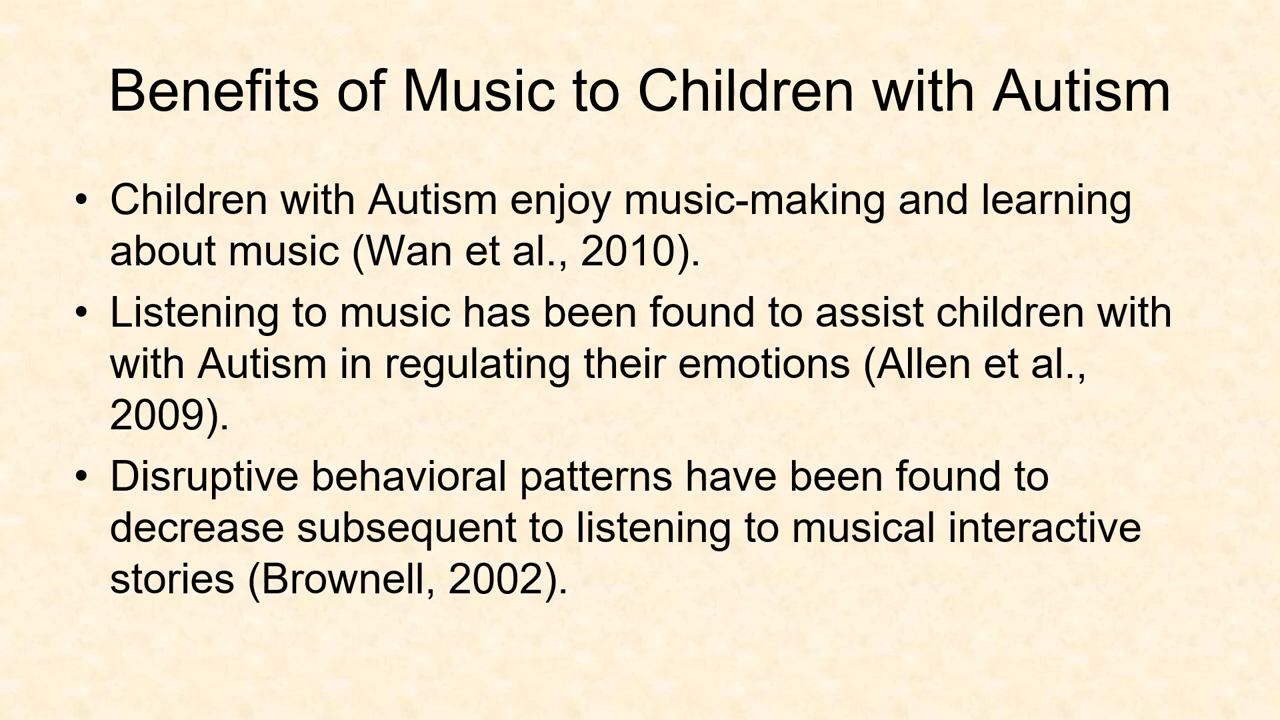 Benefits of Music to Children with Autism
• Children with Autism enjoy music-making and learning
about music (Wan et al., 2010).
• Listening to music has been found to assist children with
with Autism in regulating their emotions (Allen et al.,
2009).
• Disruptive behavioral patterns have been found to
decrease subsequent to listening to musical interactive
stories (Brownell, 2002).